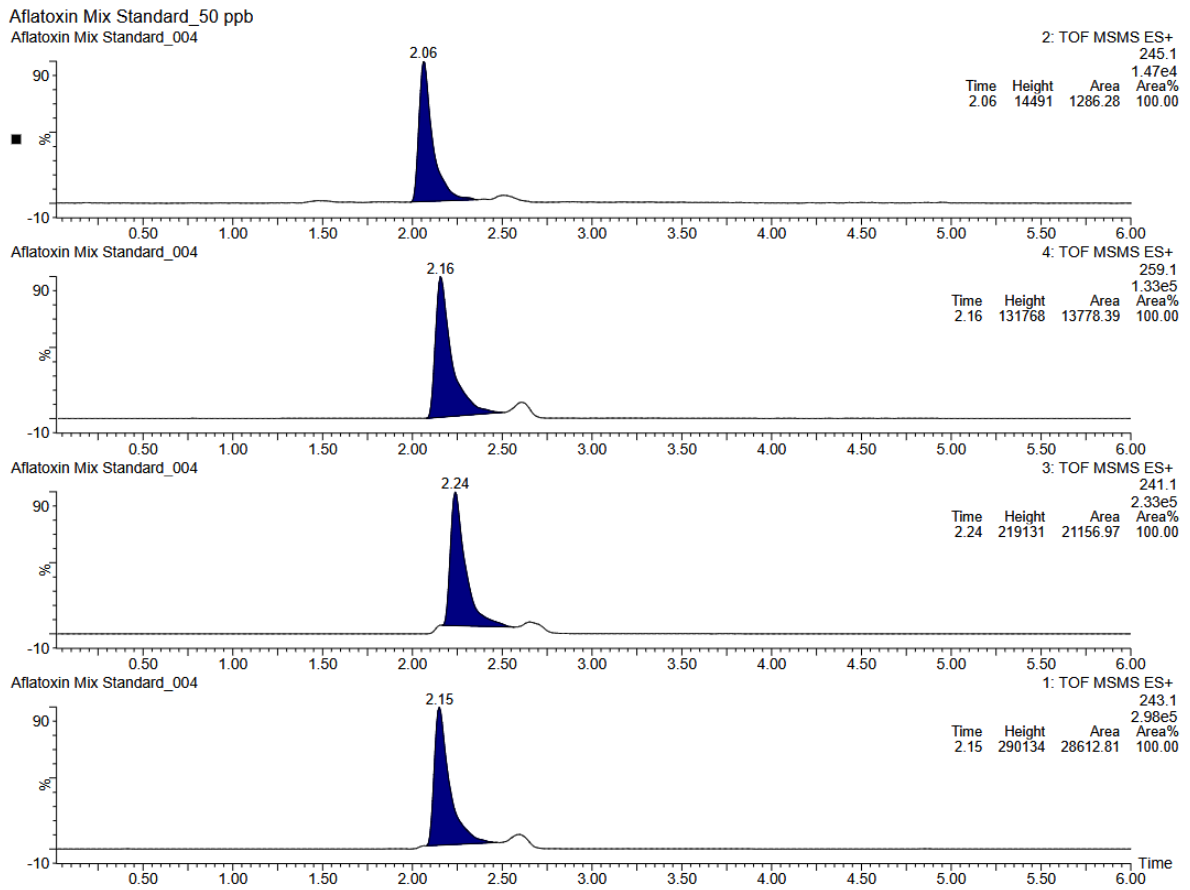 Aflatoxin Mix Standard_50 ppb
Aflatoxin Mix Standard_004
2: TOF MSMS ES+
245.1
1.47e4
Time Height Area Area%
2.06 14491 1286.28 100.00
2.06
90
%
-10
0.50 1.00 1.50 2.00 2.50 3.00 3.50 4.00 4.50 5.00 5.50 6.00
Aflatoxin Mix Standard_004
4: TOF MSMS ES+
259.1
1.33e5
Time Height Area Area%
2.16 131768 13778.39 100.00
2.16
90
%
-10
0.50 1.00 1.50 2.00 2.50 3.00 3.50 4.00 4.50 5.00 5.50 6.00
Aflatoxin Mix Standard_004
3: TOF MSMS ES+
241.1
2.33e5
Time Height Area Area%
2.24 219131 21156.97 100.00
2.24
90
%
-10
0.50 1.00 1.50 2.00 2.50 3.00 3.50 4.00 4.50 5.00 5.50 6.00
Aflatoxin Mix Standard_004
1: TOF MSMS ES+
243.1
2.98e5
Time Height Area Area%
2.15 290134 28612.81 100.00
2.15
90
%
-10
Time
0.50 1.00 1.50 2.00 2.50 3.00 3.50 4.00 4.50 5.00 5.50 6.00